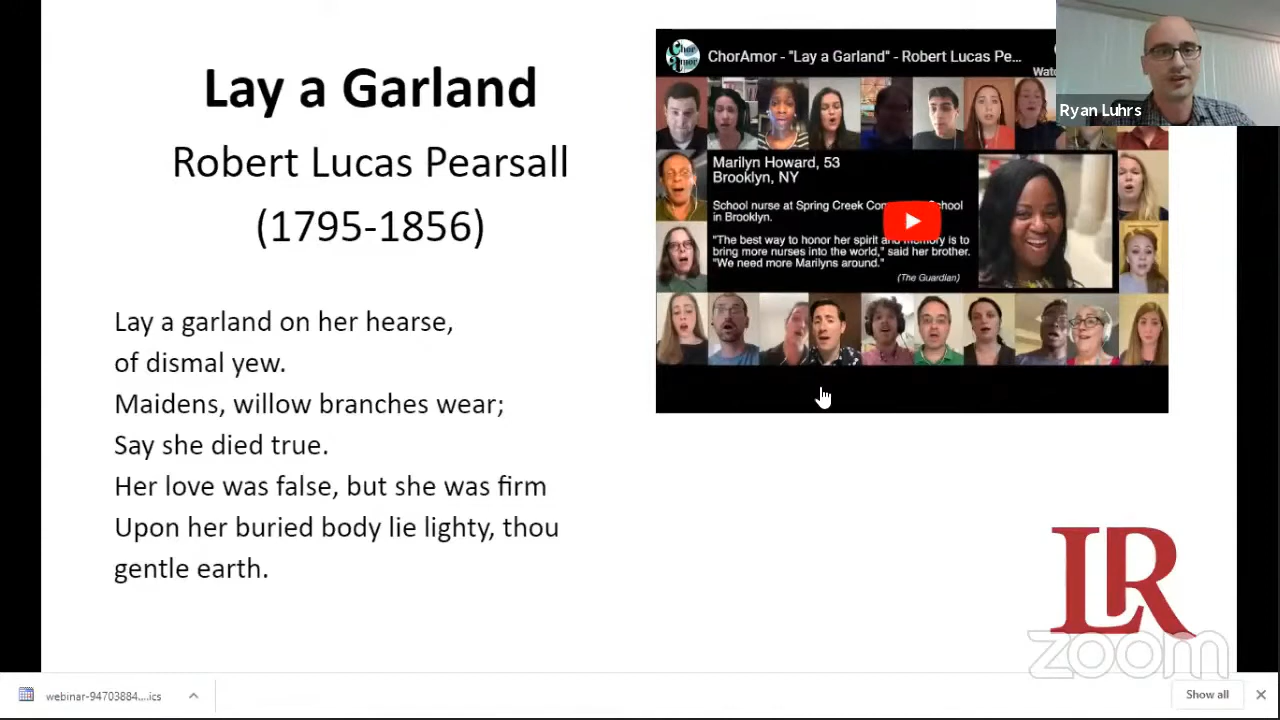 Lay a Garland
Robert Lucas Pearsall
(1795-1856)
Lay a garland on her hearse,
of dismal yew.
Maidens, willow branches wear;
Say she died true.
Her love was false, but she was firm
Upon her buried body lie lighty, thou
gentle earth.
Chor
Amor
ChorAmor - "Lay a Garland" - Robert Lucas Pe...
Marilyn Howard, 53
Brooklyn, NY
School nurse at Spring Creek School
in Brooklyn.
"The best way to honor her spirit and memory is to
bring more nurses into the world," said her brother.
"We need more Marilyns around."
(The Guardian)
Ryan Luhrs
LR
zoom
webinar-94703884....ics
Show all